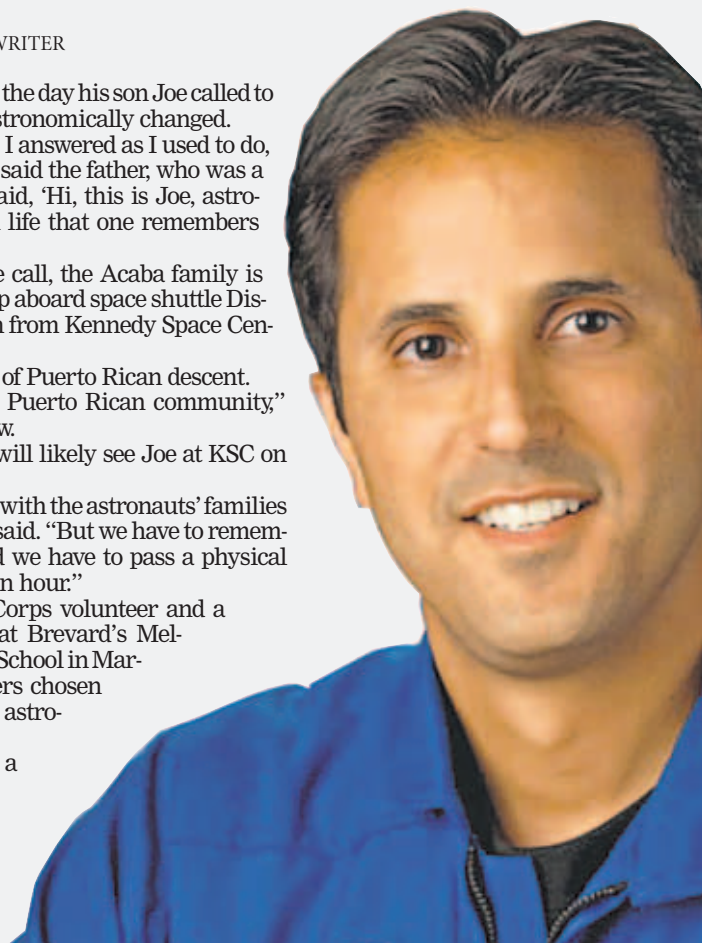 WRITER
the day his son Joe called to
stronomically changed.
I answered as I used to do,
said the father, who was a
aid, ‘Hi, this is Joe, astro-
life that one remembers
e call, the Acaba family is
p aboard space shuttle Dis-
n from Kennedy Space Cen-
of Puerto Rican descent.
Puerto Rican community,”
w.
will likely see Joe at KSC on
with the astronauts’ families
said. “But we have to remem-
d we have to pass a physical
n hour.”
Corps volunteer and a
at Brevard’s Mel-
School in Mar-
ers chosen
astro-
a